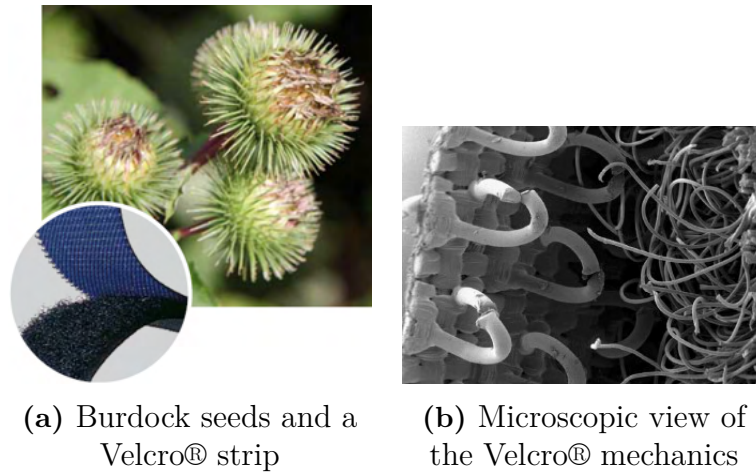 (a) Burdock seeds and a
Velcro® strip
(b) Microscopic view of
the Velcro® mechanics